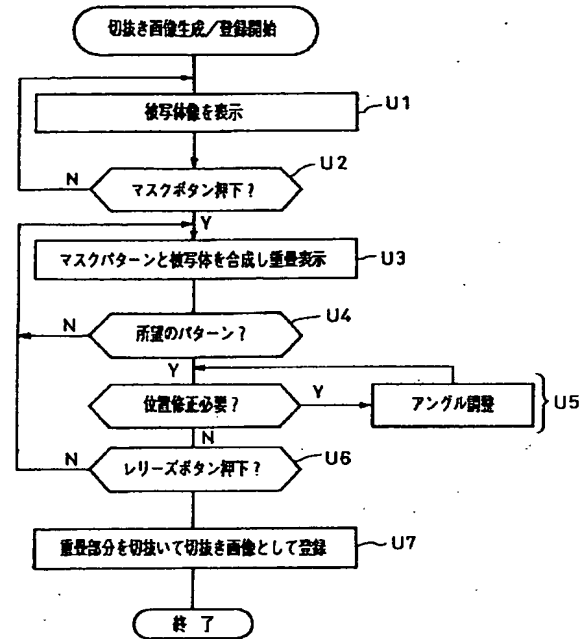 切抜き画像生成／登録開始
被写体像を表示
U1
マスクボタン押下？
U2
N
Y
マスクパターンと被写体を合成し重畳表示
U3
所望のパターン？
U4
N
Y
位置修正必要？
Y
アングル調整
U5
N
レリーズボタン押下？
U6
N
重畳部分を切抜いて切抜き画像として登録
U7
終了